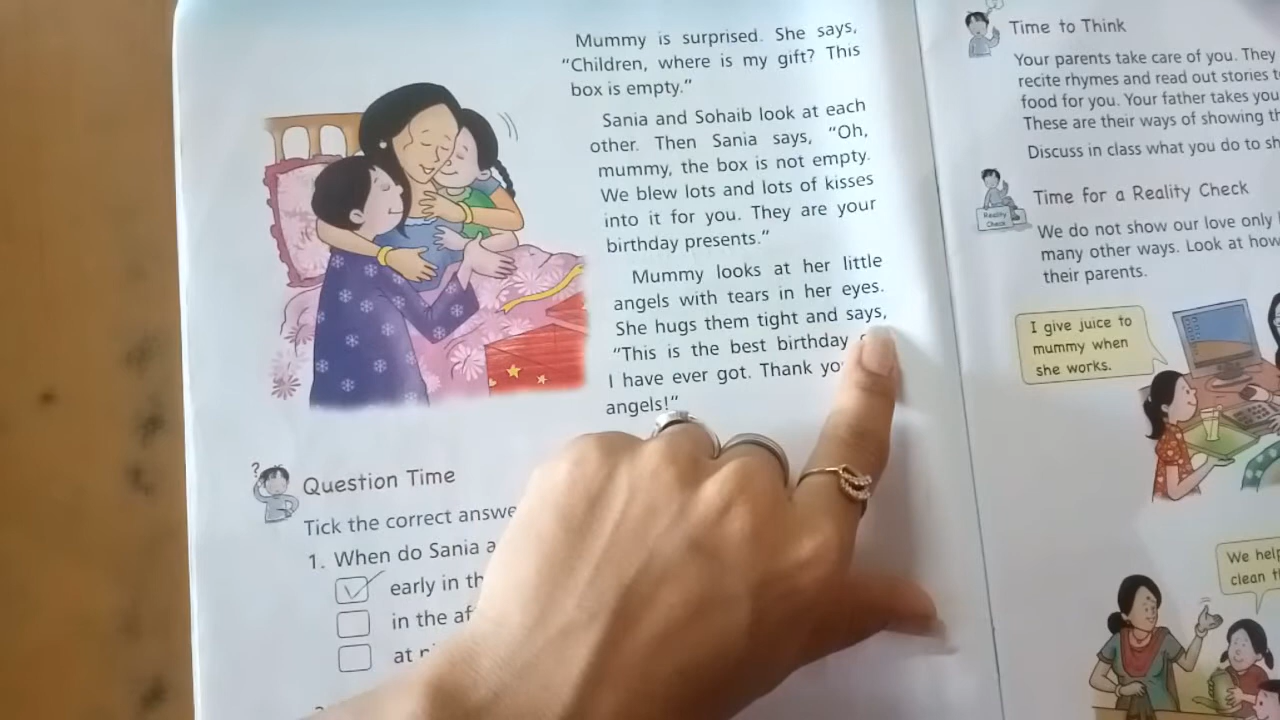 Mummy is surprised. She says,
“Children, where is my gift? This
box is empty.”
Sania and Sohaib look at each
other. Then Sania says, “Oh,
mummy, the box is not empty.
We blew lots and lots of kisses
into it for you. They are your
birthday presents.”
Mummy looks at her little
angels with tears in her eyes.
She hugs them tight and says,
“This is the best birthday
I have ever got. Thank
angels!”
Question Time
Tick the correct
1. When do Sania
early in
in the
at
Time to Think
Your parents take care of you. They
recite rhymes and read out stories
food for you. Your father takes you
These are their ways of showing
Discuss in class what you do to
Time for a Reality Check
Reality
Check
We do not show our love only
many other ways. Look at how
their parents.
I give juice to
mummy when
she works.
We help
clean